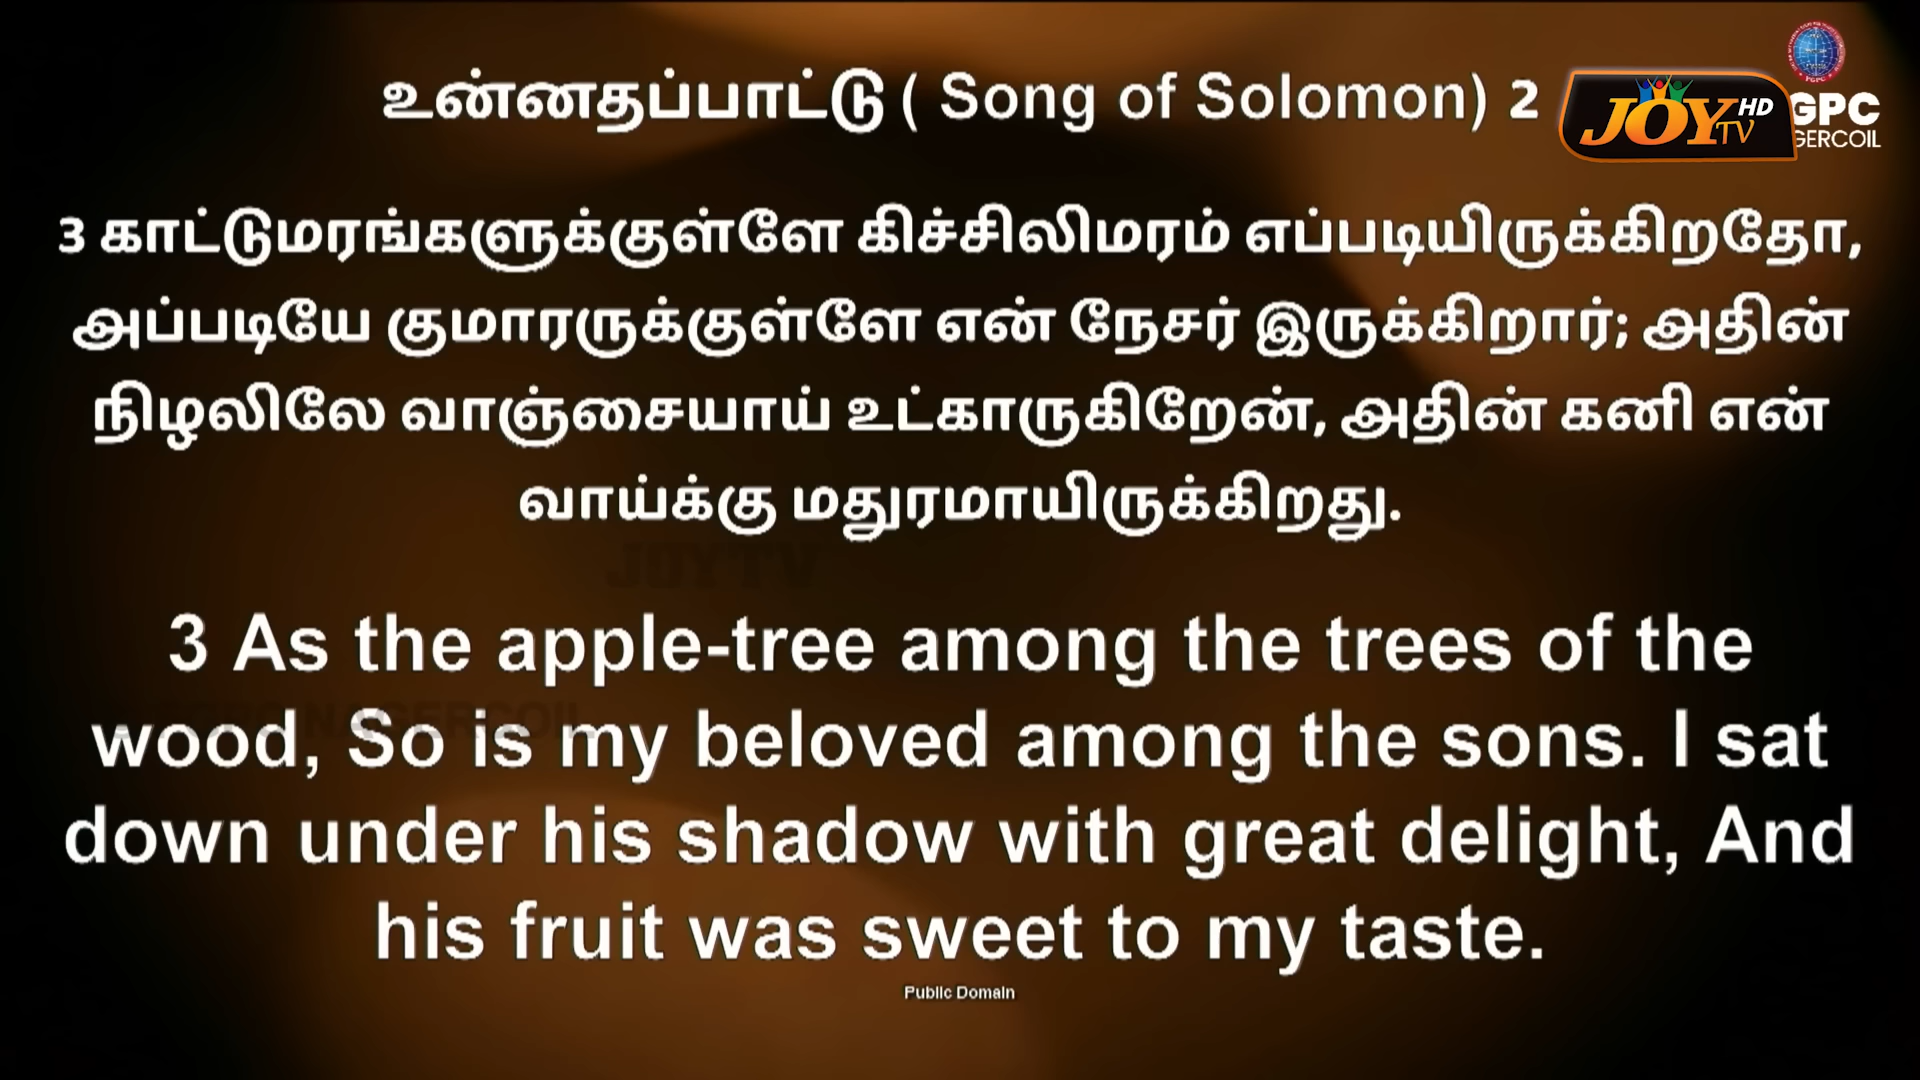 உன்னதப்பாட்டு ( Song of Solomon) 2
JOY TV HD
GPC
GERCOIL
3 காட்டுமரங்களுக்குள்ளே கிச்சிலிமரம் எப்படியிருக்கிறதோ,
அப்படியே குமாரருக்குள்ளே என் நேசர் இருக்கிறார்; அதின்
நிழலிலே வாஞ்சையாய் உட்காருகிறேன், அதின் கனி என்
வாய்க்கு மதுரமாயிருக்கிறது.
JOY TV
3 As the apple-tree among the trees of the
NAGERCOIL
wood, So is my beloved among the sons. I sat
down under his shadow with great delight, And
his fruit was sweet to my taste.
Public Domain